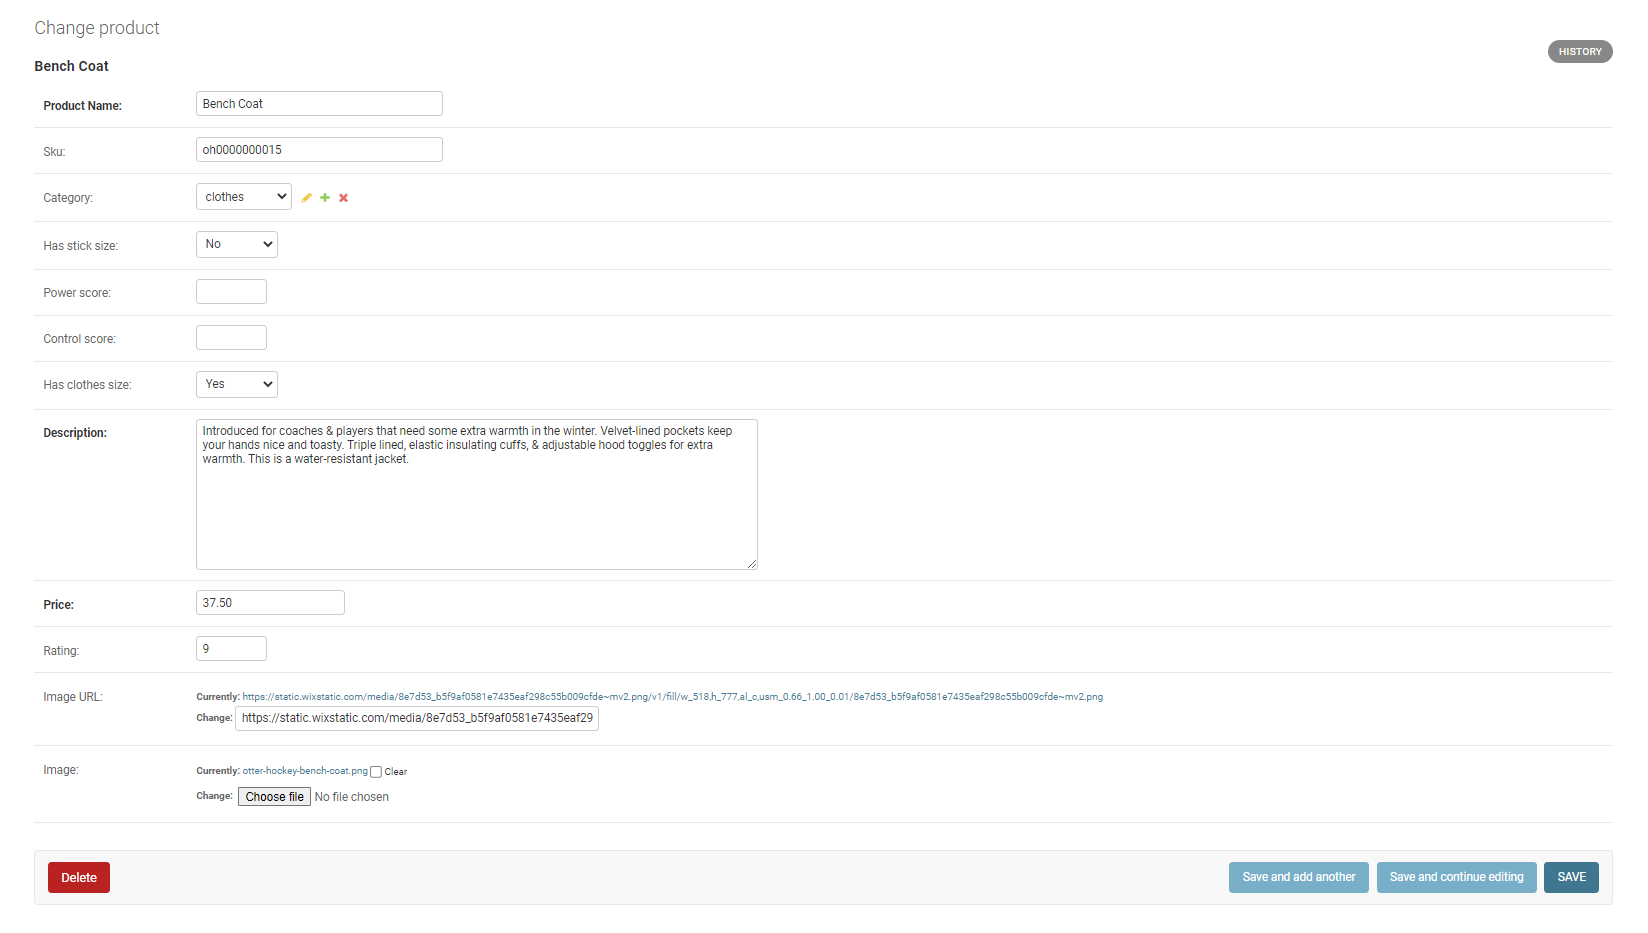 Change product
HISTORY
Bench Coat
Product Name:
Bench Coat
Sku:
oh0000000015
Category:
clothes
Has stick size:
No
Power score:
Control score:
Has clothes size:
Yes
Description:
Introduced for coaches & players that need some extra warmth in the winter. Velvet-lined pockets keep
your hands nice and toasty. Triple lined, elastic insulating cuffs, & adjustable hood toggles for extra
warmth. This is a water-resistant jacket.
Price:
37.50
Rating:
9
Image URL:
Currently: https://static.wixstatic.com/media/8e7d53_b5f9af0581e7435eaf298c55b009cfde~mv2.png/v1/fill/w_518,h_777,al_c,usm_0.66_1.00_0.01/8e7d53_b5f9af0581e7435eaf298c55b009cfde~mv2.png
Change: https://static.wixstatic.com/media/8e7d53_b5f9af0581e7435eaf29
Image:
Currently: otter-hockey-bench-coat.png Clear
Change: Choose file No file chosen
Delete
Save and add another
Save and continue editing
SAVE